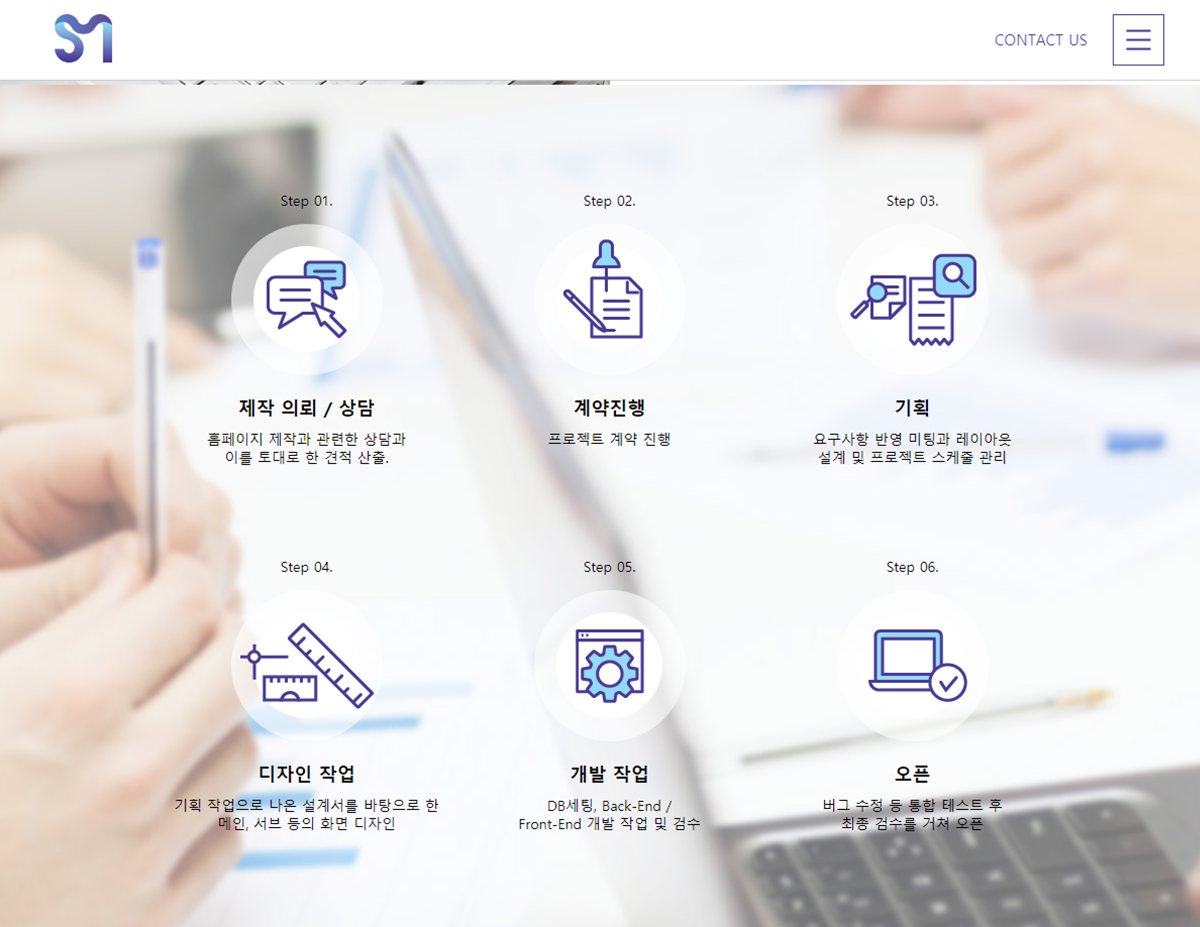 SM
CONTACT US
Step 01.
제작 의뢰 / 상담
홈페이지 제작과 관련한 상담과
이를 토대로 한 견적 산출.
Step 02.
계약진행
프로젝트 계약 진행
Step 03.
기획
요구사항 반영 미팅과 레이아웃
설계 및 프로젝트 스케줄 관리
Step 04.
디자인 작업
기획 작업으로 나온 설계서를 바탕으로 한
메인, 서브 등의 화면 디자인
Step 05.
개발 작업
DB세팅, Back-End /
Front-End 개발 작업 및 검수
Step 06.
오픈
버그 수정 등 통합 테스트 후
최종 검수를 거쳐 오픈